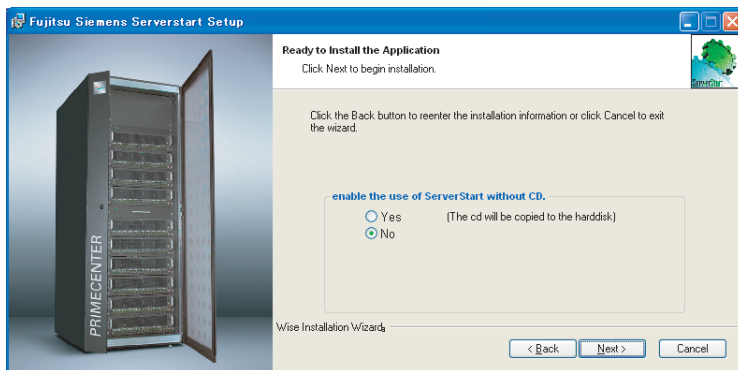 Fujitsu Siemens Serverstart Setup
Ready to Install the Application
Click Next to begin installation.
ServerStart
Click the Back button to reenter the installation information or click Cancel to exit
the wizard.
enable the use of ServerStart without CD.
Yes (The cd will be copied to the harddisk)
No
PRIMECENTER
Wise Installation Wizard
< Back Next > Cancel